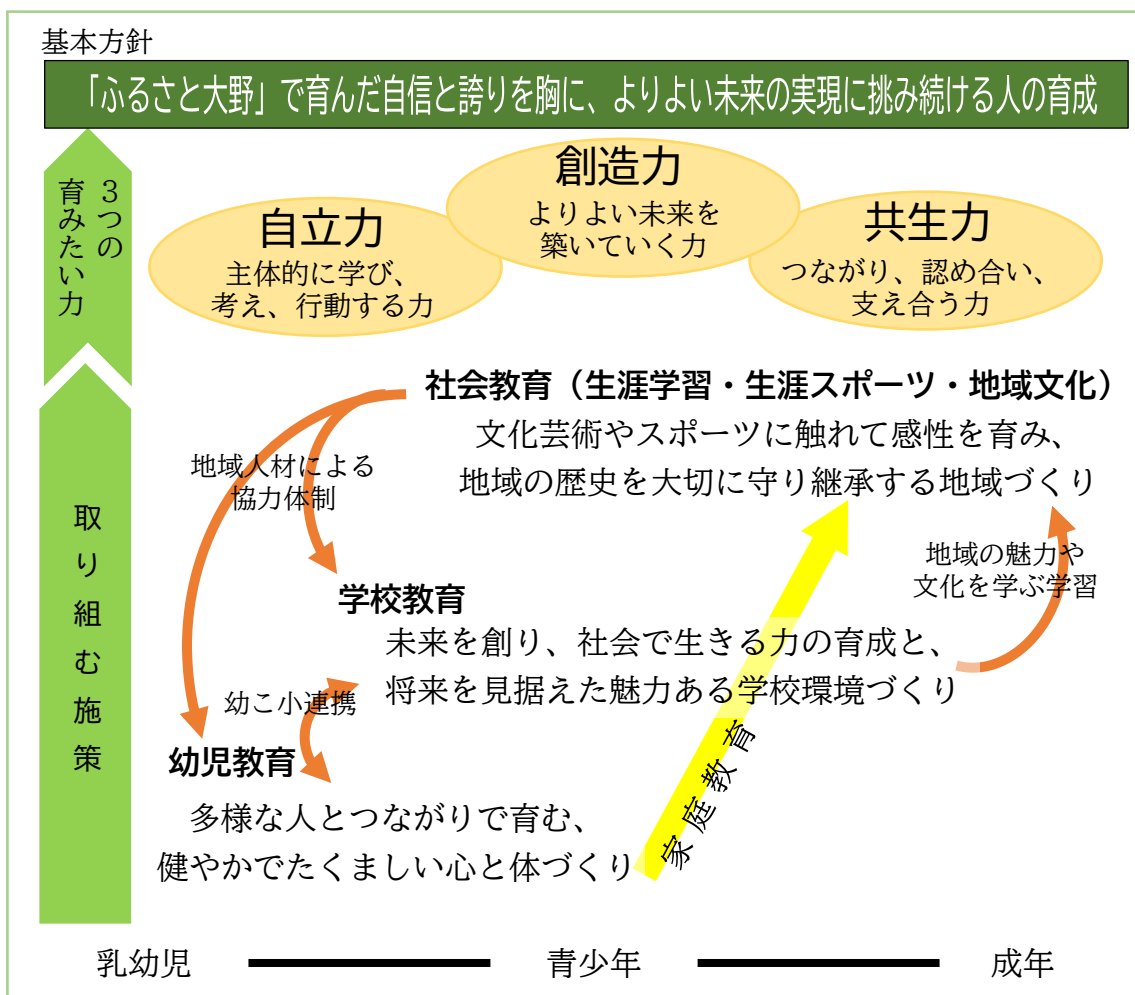 基本方針
「ふるさと大野」で育んだ自信と誇りを胸に、よりよい未来の実現に挑み続ける人の育成
3つの
育みたい力
創造力
よりよい未来を
築いていく力
自立力
主体的に学び、
考え、行動する力
共生力
つながり、認め合い、
支え合う力
取り組む施策
社会教育（生涯学習・生涯スポーツ・地域文化）
文化芸術やスポーツに触れて感性を育み、
地域の歴史を大切に守り継承する地域づくり
地域人材による
協力体制
地域の魅力や
文化を学ぶ学習
学校教育
未来を創り、社会で生きる力の育成と、
将来を見据えた魅力ある学校環境づくり
幼こ小連携
家庭教育
幼児教育
多様な人とつながりで育む、
健やかでたくましい心と体づくり
乳幼児
青少年
成年